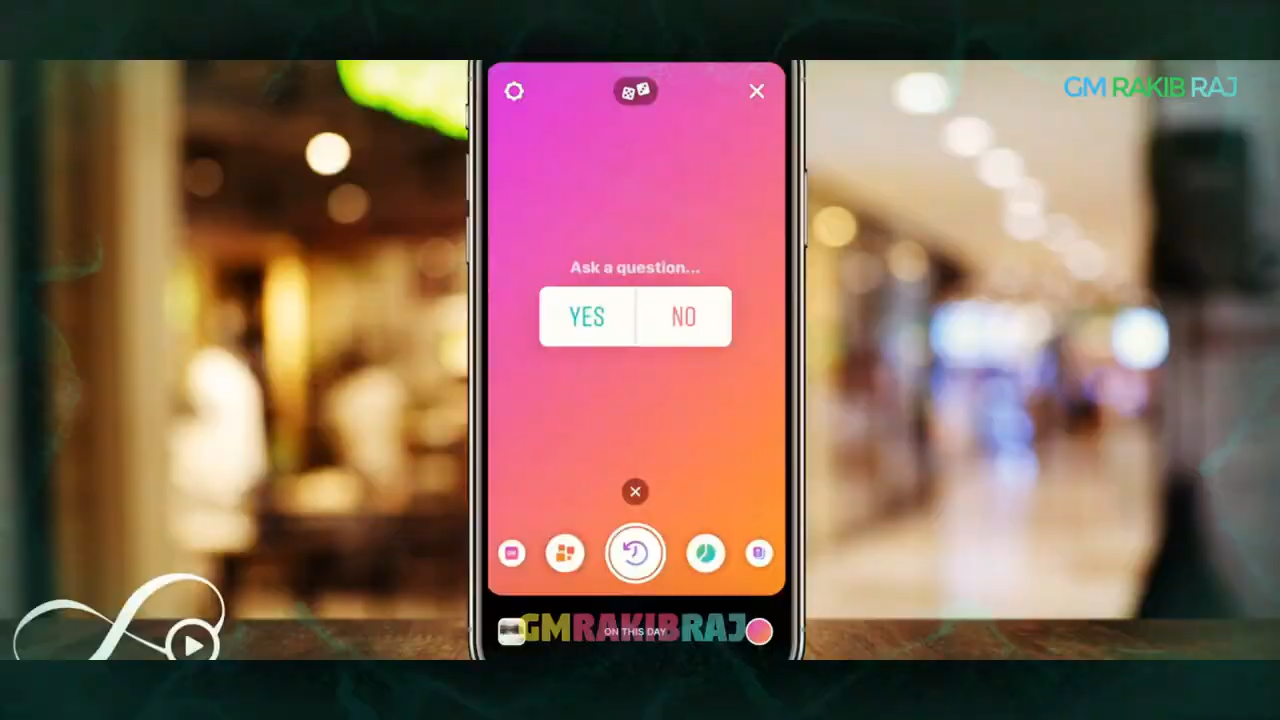 GM RAKIB RAJ
Ask a question...
YES NO
ON THIS DAY
GMRAKIBRAJ